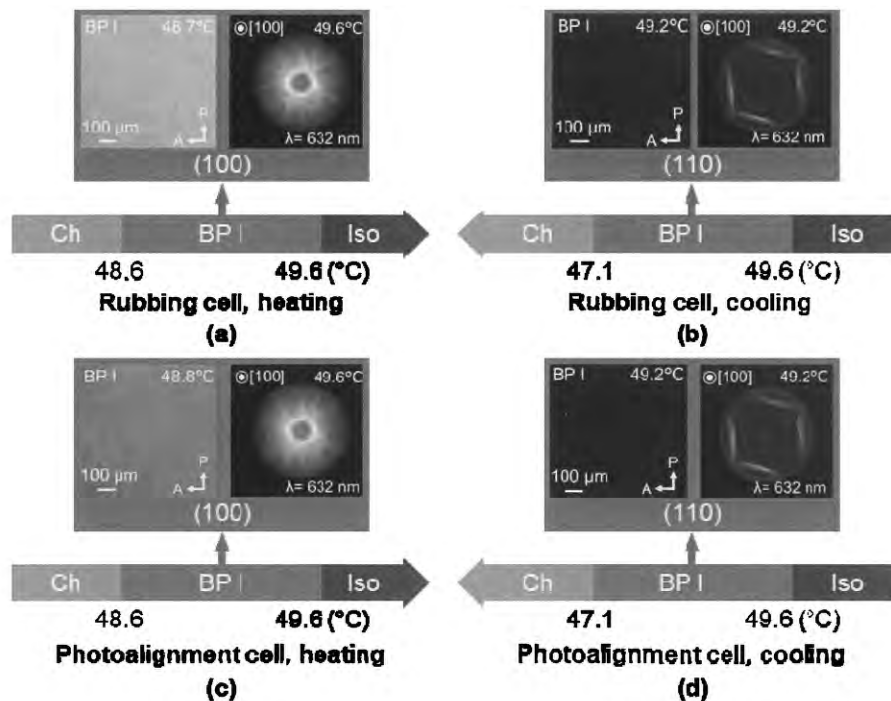 BP I 48.7°C ⦿[100] 49.6°C
100 µm P A λ= 632 nm
(100)
Ch BP I Iso
48.6 49.6 (°C)
Rubbing cell, heating
(a)
BP I 49.2°C ⦿[100] 49.2°C
100 µm P A λ= 632 nm
(110)
Ch BP I Iso
47.1 49.6 (°C)
Rubbing cell, cooling
(b)
BP I 48.8°C ⦿[100] 49.6°C
100 µm P A λ= 632 nm
(100)
Ch BP I Iso
48.6 49.6 (°C)
Photoalignment cell, heating
(c)
BP I 49.2°C ⦿[100] 49.2°C
100 µm P A λ= 632 nm
(110)
Ch BP I Iso
47.1 49.6 (°C)
Photoalignment cell, cooling
(d)